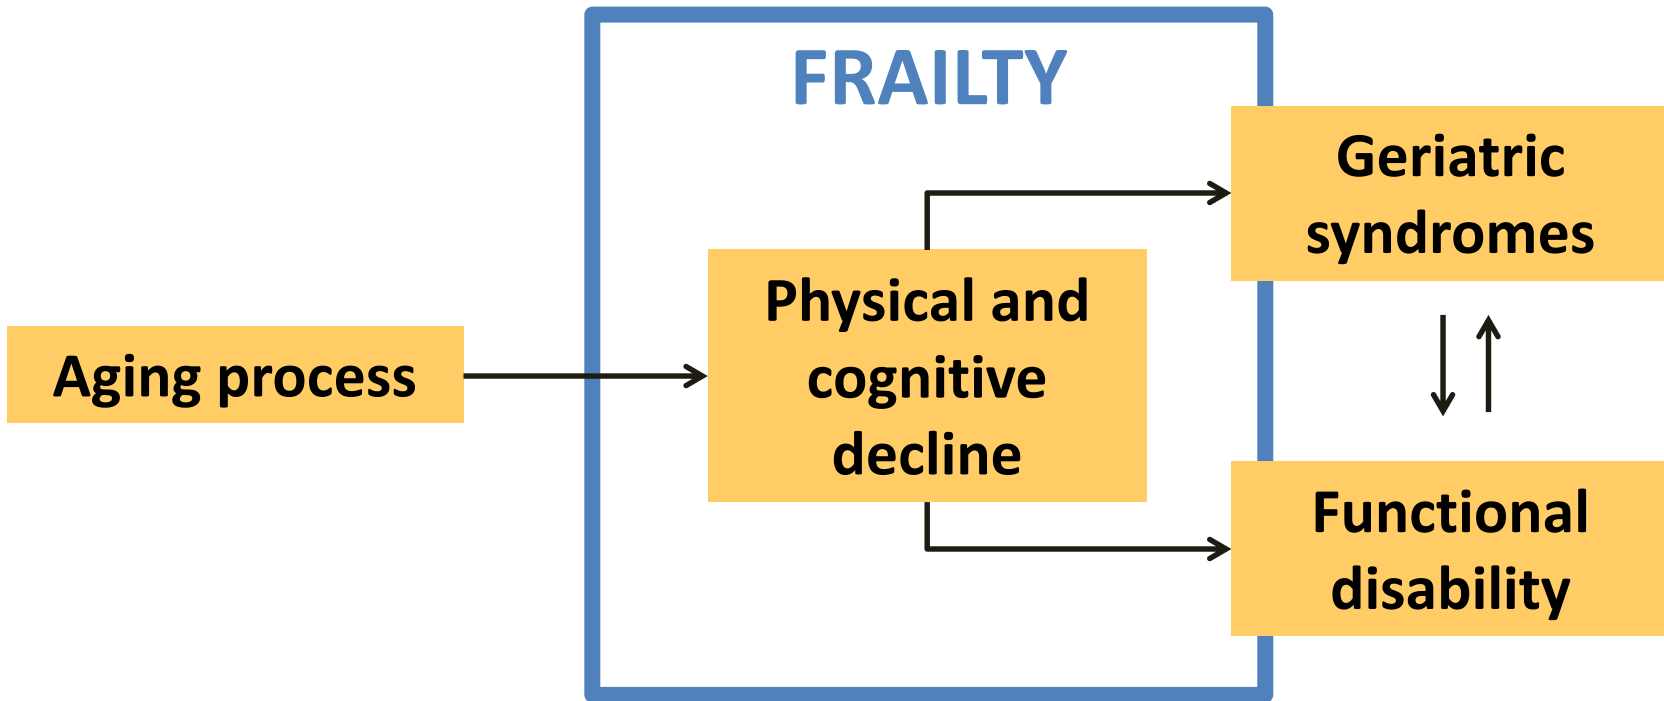 FRAILTY
Geriatric
syndromes
Physical and
cognitive
decline
Aging process
Functional
disability